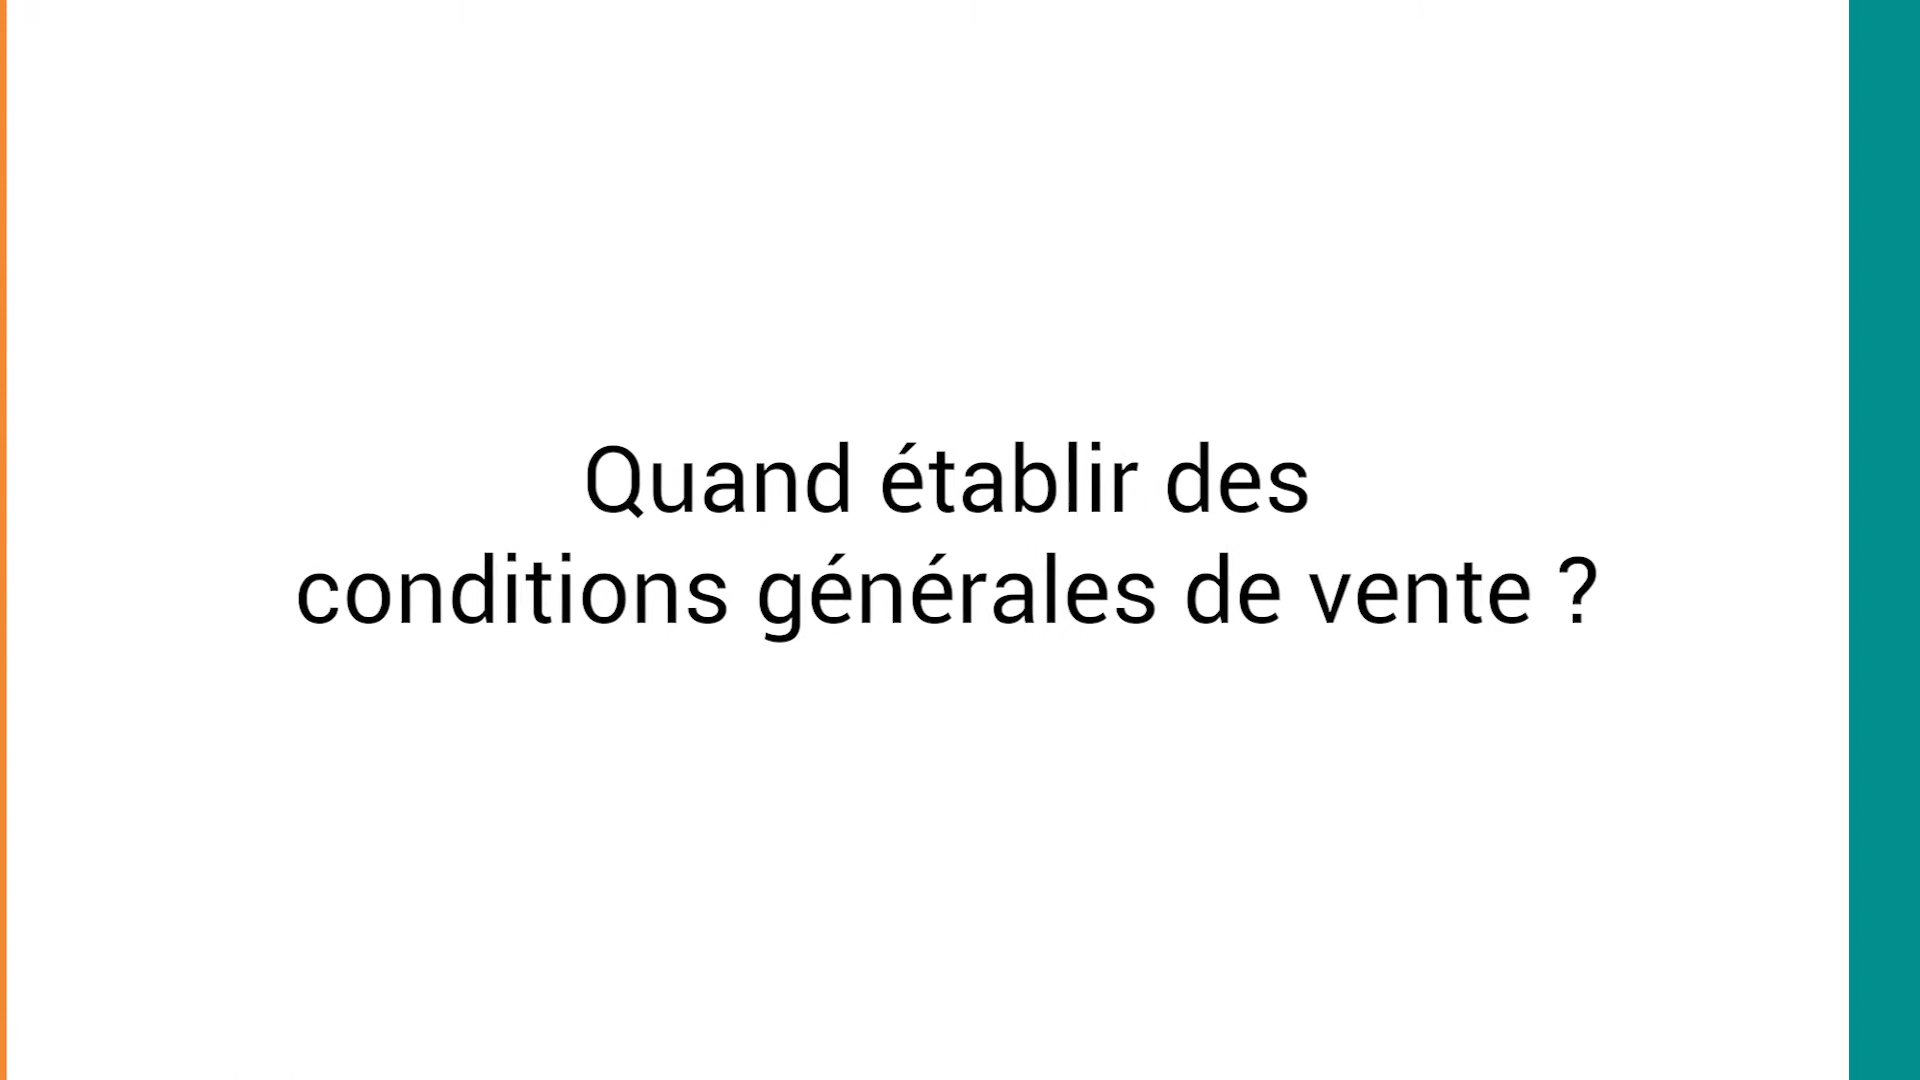 Quand établir des
conditions générales de vente ?